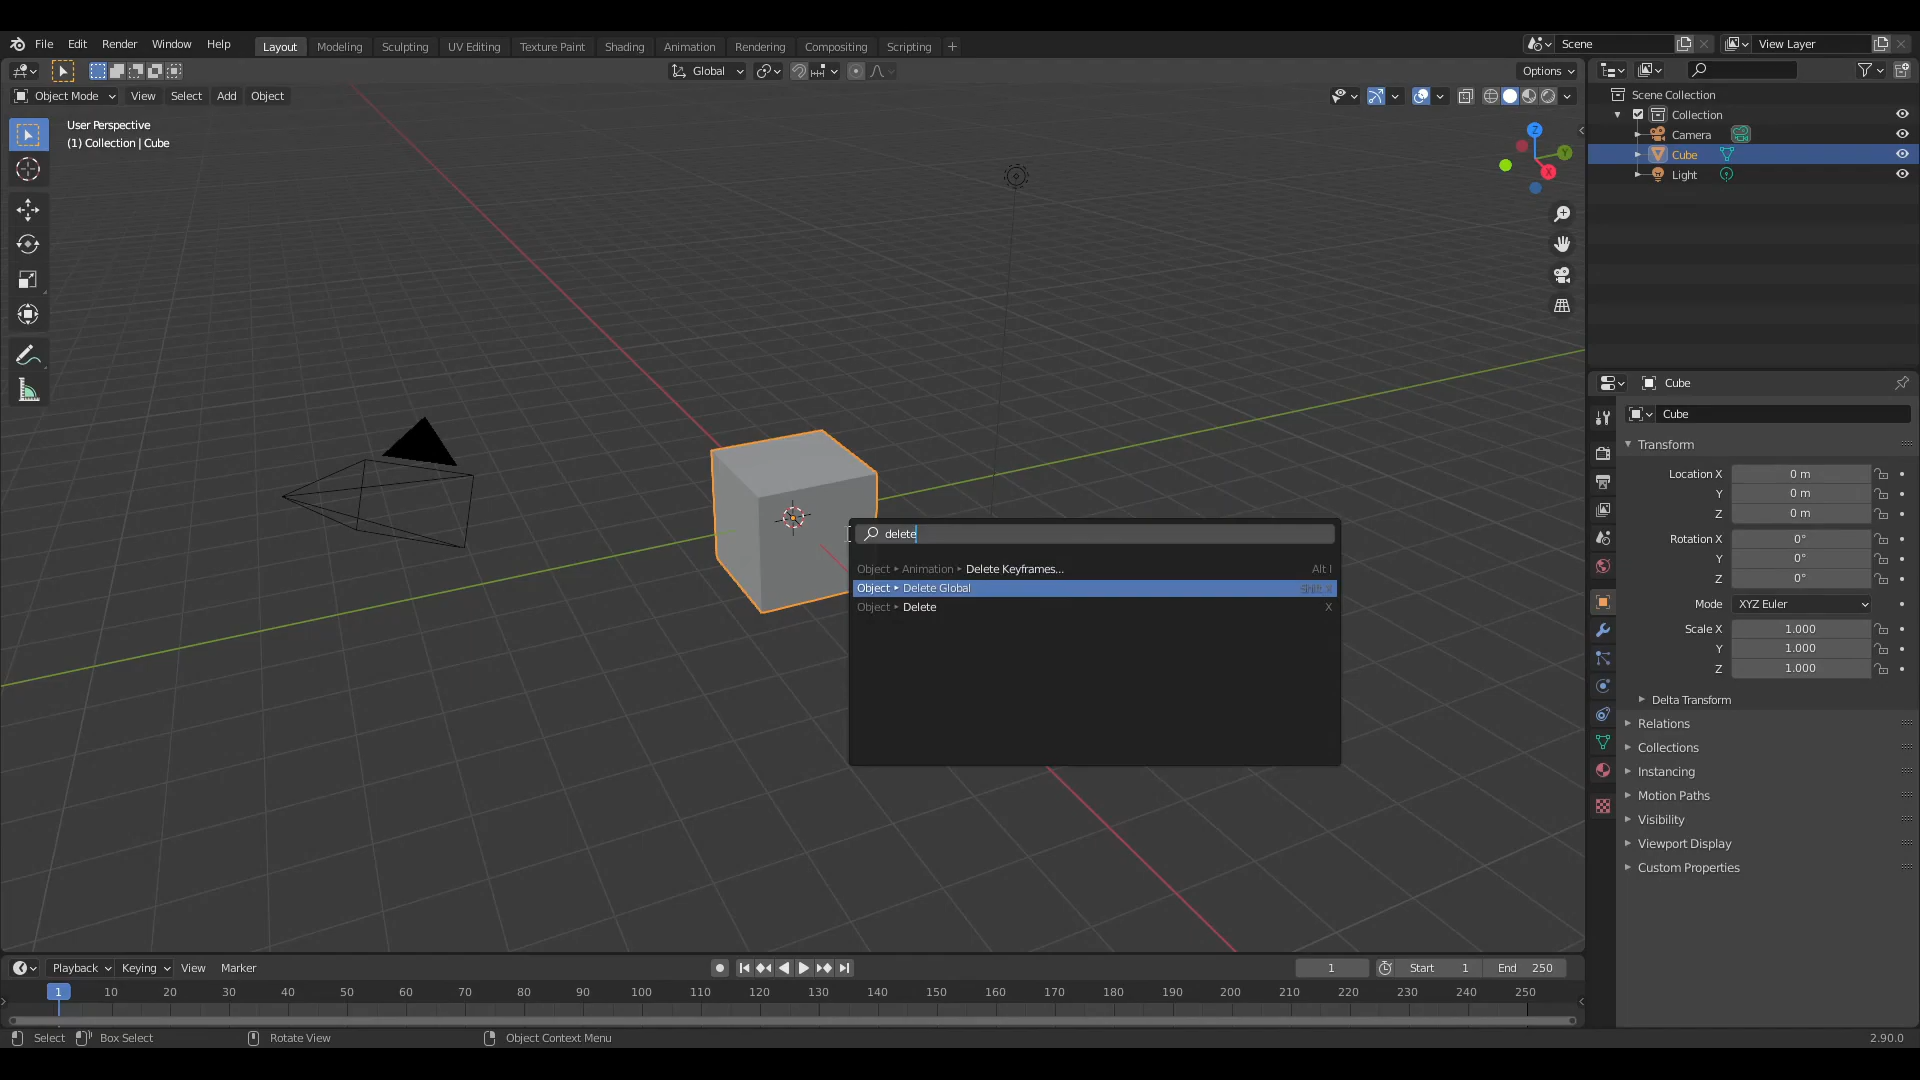 File Edit Render Window Help Layout Modeling Sculpting UV Editing Texture Paint Shading Animation Rendering Compositing Scripting + Scene View Layer
Global Options
Object Mode View Select Add Object
User Perspective
(1) Collection | Cube
Z
Y
X
Scene Collection
Collection
Camera
Cube
Light
delete
Object ▸ Animation ▸ Delete Keyframes... Alt I
Object ▸ Delete Global Shift X
Object ▸ Delete X
Cube
Cube
Transform
Location X 0 m
Y 0 m
Z 0 m
Rotation X 0°
Y 0°
Z 0°
Mode XYZ Euler
Scale X 1.000
Y 1.000
Z 1.000
Delta Transform
Relations
Collections
Instancing
Motion Paths
Visibility
Viewport Display
Custom Properties
Playback Keying View Marker 1 Start 1 End 250
1 10 20 30 40 50 60 70 80 90 100 110 120 130 140 150 160 170 180 190 200 210 220 230 240 250
Select Box Select Rotate View Object Context Menu 2.90.0